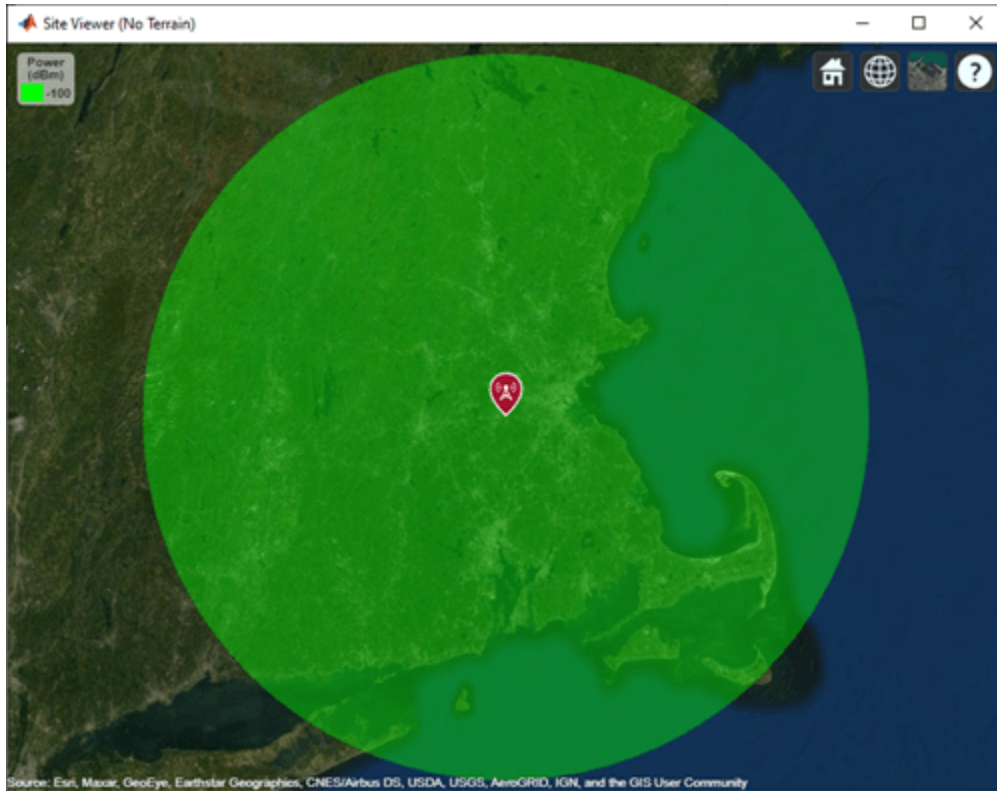 Site Viewer (No Terrain)
Power
(dBm)
-100
?
Source: Esri, Maxar, GeoEye, Earthstar Geographics, CNES/Airbus DS, USDA, USGS, AeroGRID, IGN, and the GIS User Community